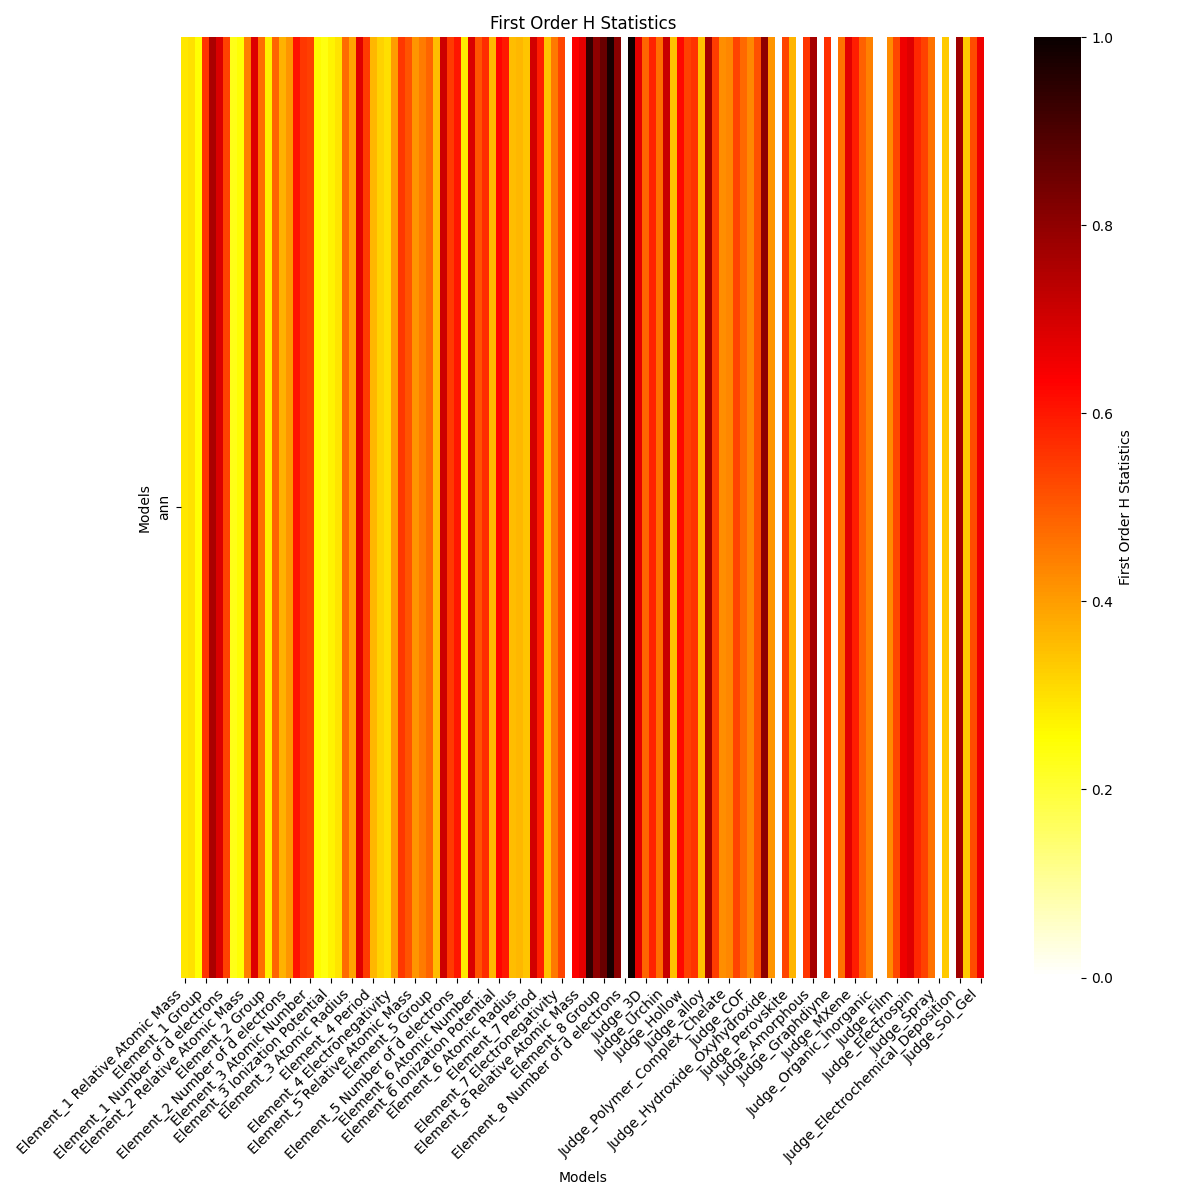 First Order H Statistics
Models
ann
1.0
0.8
0.6
0.4
0.2
0.0
First Order H Statistics
Element_1 Relative Atomic Mass
Element_1 Group
Element_1 Number of d electrons
Element_2 Relative Atomic Mass
Element_2 Group
Element_2 Number of d electrons
Element_3 Atomic Number
Element_3 Ionization Potential
Element_3 Atomic Radius
Element_4 Period
Element_4 Electronegativity
Element_5 Relative Atomic Mass
Element_5 Group
Element_5 Number of d electrons
Element_6 Atomic Number
Element_6 Ionization Potential
Element_6 Atomic Radius
Element_7 Period
Element_7 Electronegativity
Element_8 Relative Atomic Mass
Element_8 Group
Element_8 Number of d electrons
Judge_3D
Judge_Urchin
Judge_Hollow
Judge_alloy
Judge_Polymer_Complex_Chelate
Judge_COF
Judge_Hydroxide_Oxyhydroxide
Judge_Perovskite
Judge_Amorphous
Judge_Graphdiyne
Judge_MXene
Judge_Organic_Inorganic
Judge_Film
Judge_Electrospin
Judge_Spray
Judge_Electrochemical Deposition
Judge_Sol_Gel
Models